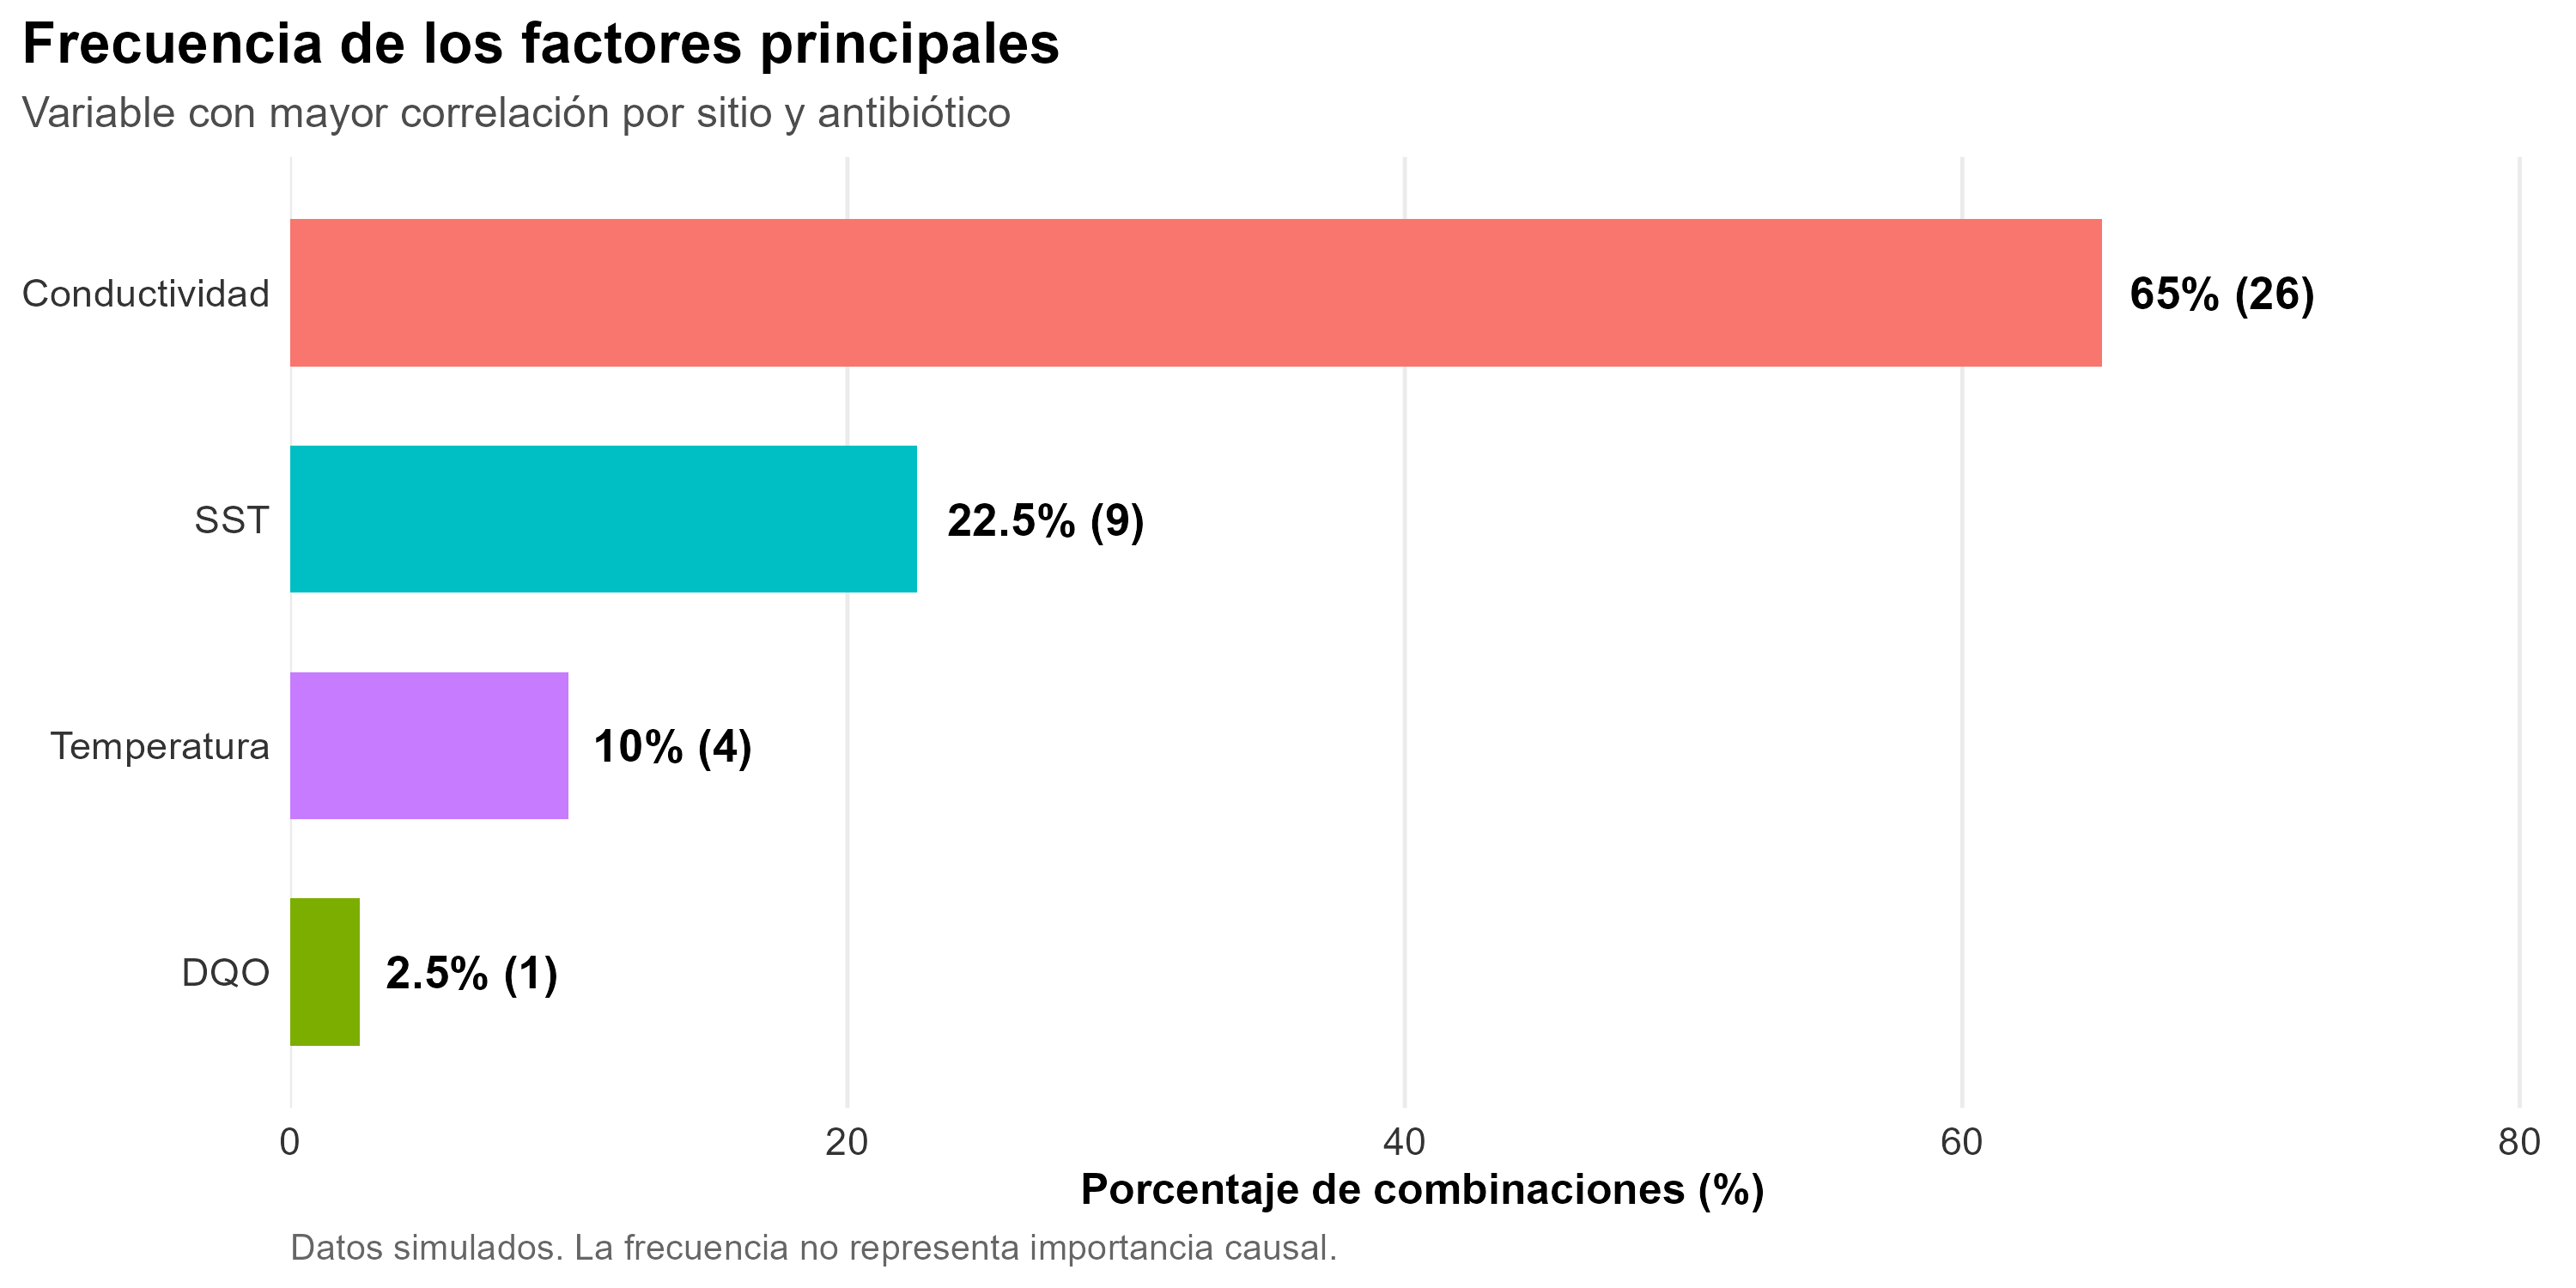 Frecuencia de los factores principales
Variable con mayor correlación por sitio y antibiótico
Conductividad
65% (26)
SST
22.5% (9)
Temperatura
10% (4)
DQO
2.5% (1)
0 20 40 60 80
Porcentaje de combinaciones (%)
Datos simulados. La frecuencia no representa importancia causal.